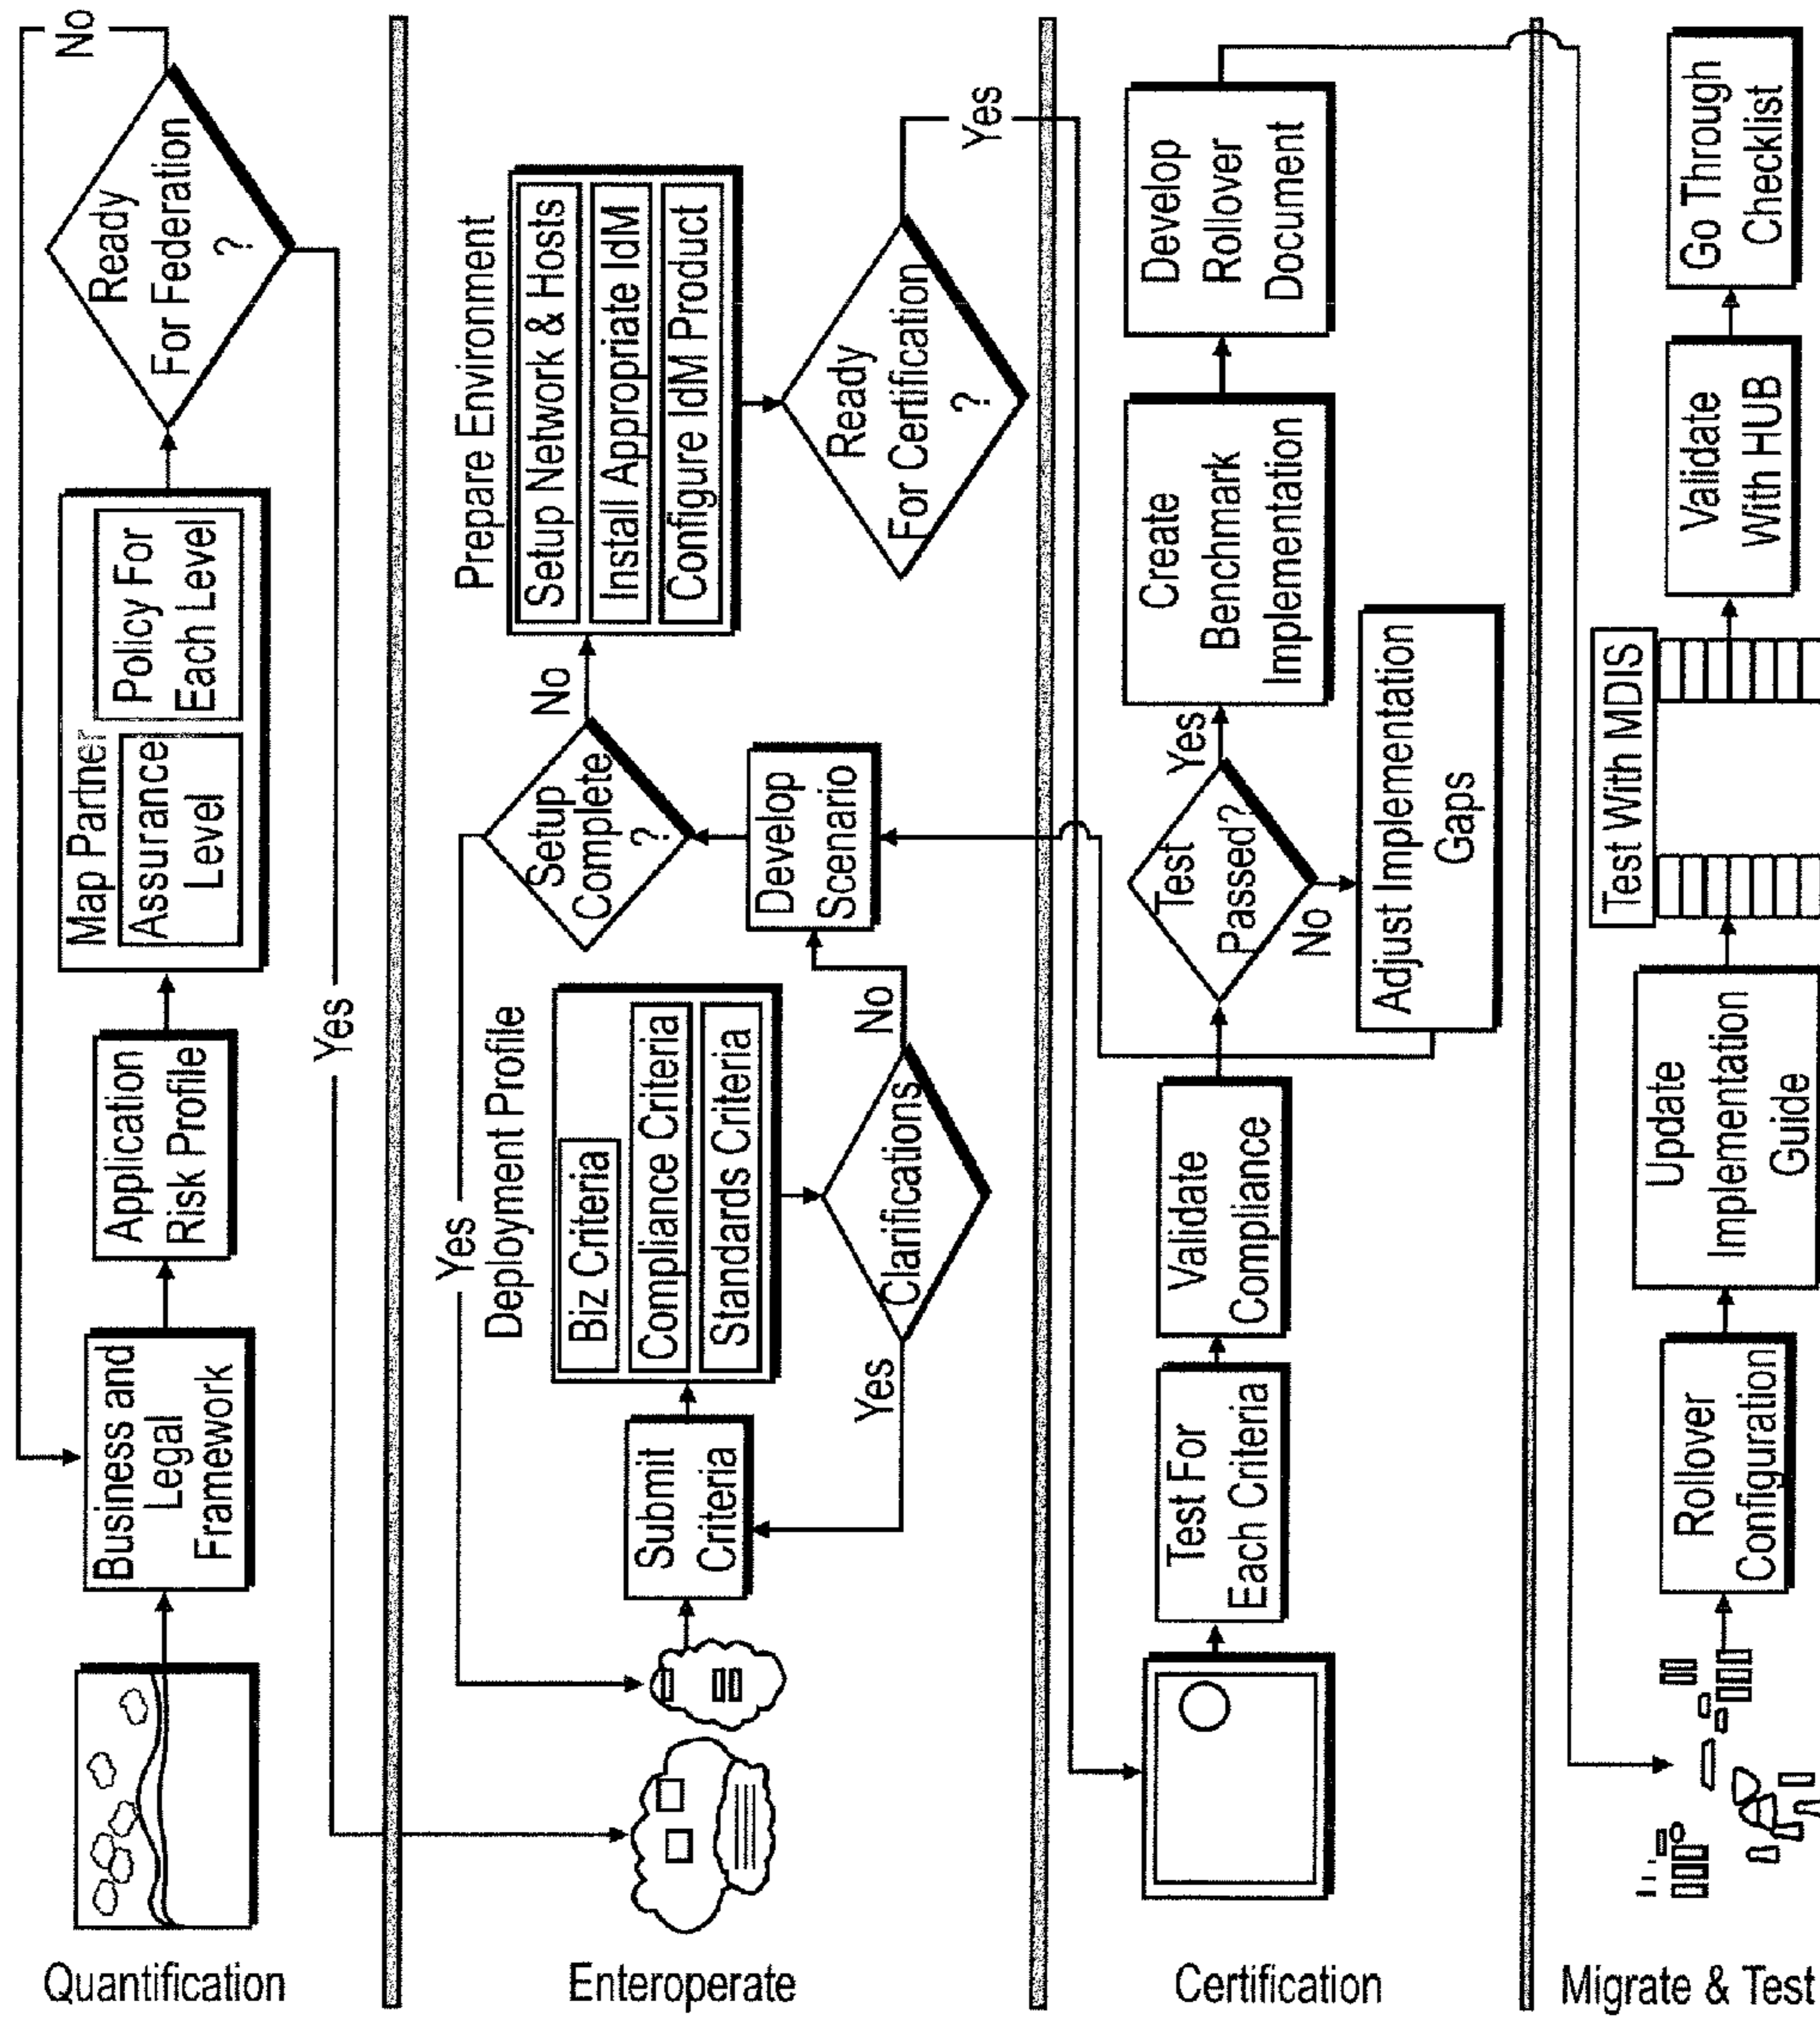 Quantification
Business and
Legal
Framework
Application
Risk Profile
Map Partner
Assurance
Level
Policy For
Each Level
Ready
For Federation
?
No
Yes
Enteroperate
Submit
Criteria
Yes
Deployment Profile
Biz Criteria
Compliance Criteria
Standards Criteria
Clarifications
Yes
No
Develop
Scenario
Setup
Complete
?
No
Prepare Environment
Setup Network & Hosts
Install Appropriate IdM
Configure IdM Product
Ready
For Certification
?
Yes
Certification
Test For
Each Criteria
Validate
Compliance
Test
Passed?
Yes
No
Adjust Implementation
Gaps
Create
Benchmark
Implementation
Develop
Rollover
Document
Migrate & Test
Rollover
Configuration
Update
Implementation
Guide
Test With MDIS
Validate
With HUB
Go Through
Checklist